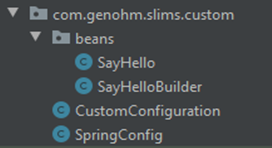 com.genohm.slims.custom
beans
C SayHello
C SayHelloBuilder
C CustomConfiguration
C SpringConfig